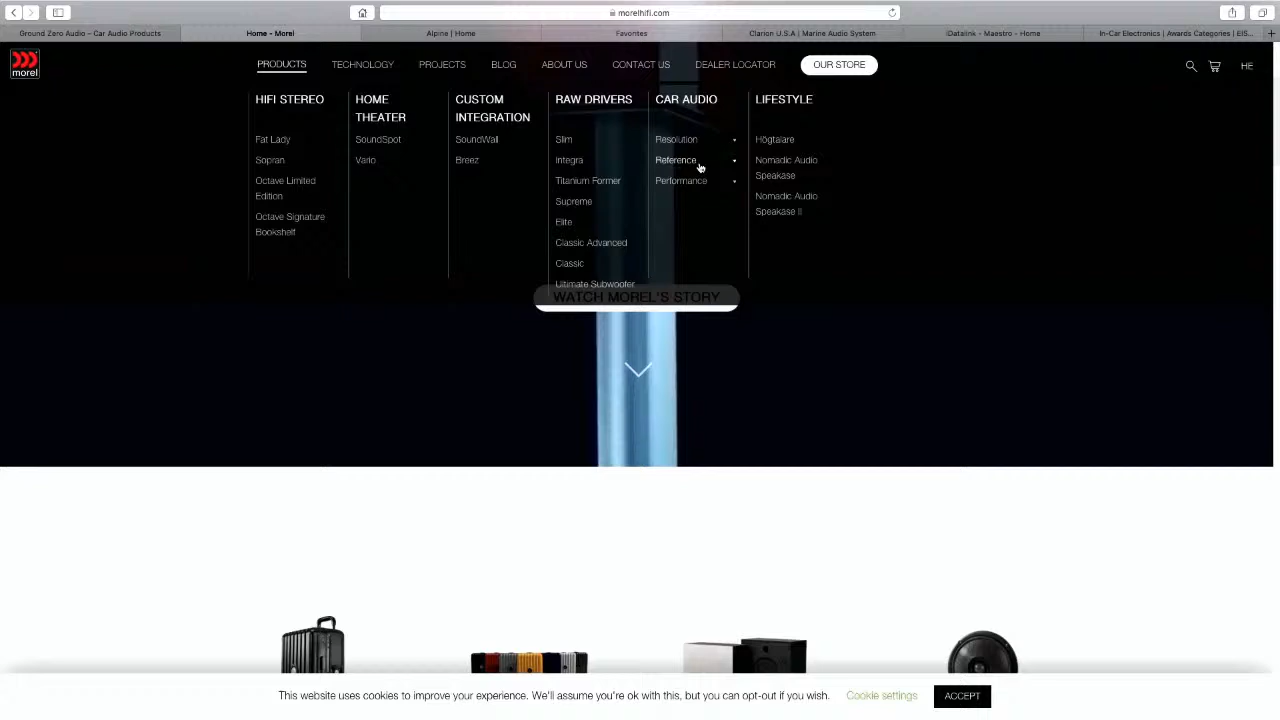 morelhifi.com
Ground Zero Audio – Car Audio Products
Home - Morel
Alpine | Home
Favorites
Clarion U.S.A | Marine Audio System
iDatalink - Maestro - Home
In-Car Electronics | Awards Categories | EIS...
morel
PRODUCTS
TECHNOLOGY
PROJECTS
BLOG
ABOUT US
CONTACT US
DEALER LOCATOR
OUR STORE
HE
HIFI STEREO
Fat Lady
Sopran
Octave Limited
Edition
Octave Signature
Bookshelf
HOME
THEATER
SoundSpot
Vario
CUSTOM
INTEGRATION
SoundWall
Breez
RAW DRIVERS
Slim
Integra
Titanium Former
Supreme
Elite
Classic Advanced
Classic
Ultimate Subwoofer
CAR AUDIO
Resolution
Reference
Performance
LIFESTYLE
Högtalare
Nomadic Audio
Speakase
Nomadic Audio
Speakase II
WATCH MOREL'S STORY
This website uses cookies to improve your experience. We'll assume you're ok with this, but you can opt-out if you wish.
Cookie settings
ACCEPT